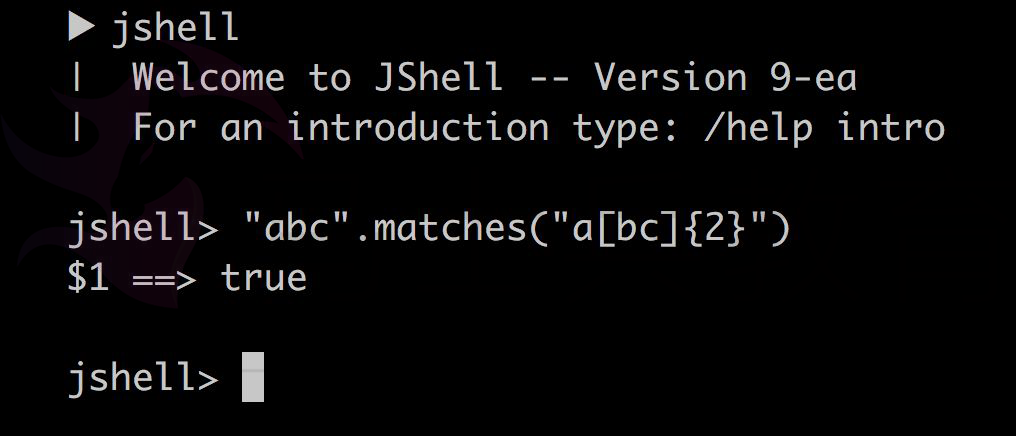 ▶ jshell
|  Welcome to JShell -- Version 9-ea
|  For an introduction type: /help intro
jshell> "abc".matches("a[bc]{2}")
$1 ==> true
jshell>